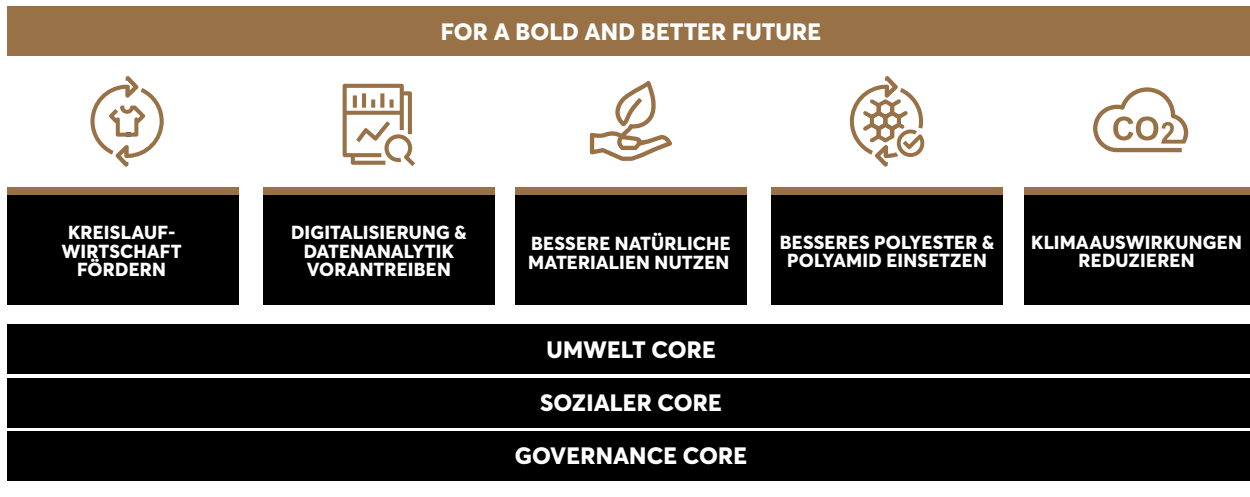 FOR A BOLD AND BETTER FUTURE
CO2
KREISLAUF-
WIRTSCHAFT
FÖRDERN
DIGITALISIERUNG &
DATENANALYTIK
VORANTREIBEN
BESSERE NATÜRLICHE
MATERIALIEN NUTZEN
BESSERES POLYESTER &
POLYAMID EINSETZEN
KLIMAAUSWIRKUNGEN
REDUZIEREN
UMWELT CORE
SOZIALER CORE
GOVERNANCE CORE